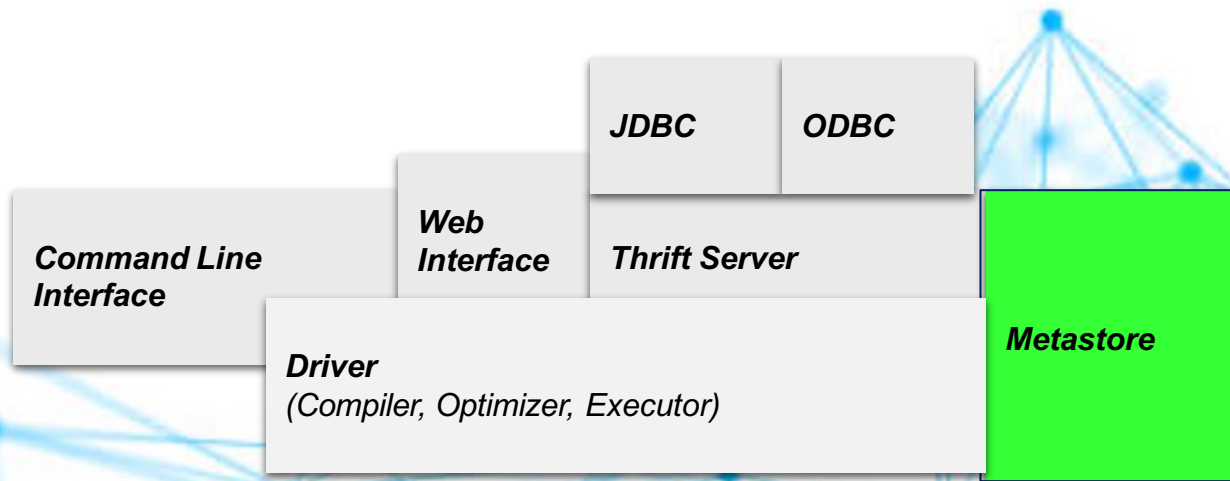 JDBC
ODBC
Web
Interface
Command Line
Interface
Thrift Server
Metastore
Driver
(Compiler, Optimizer, Executor)